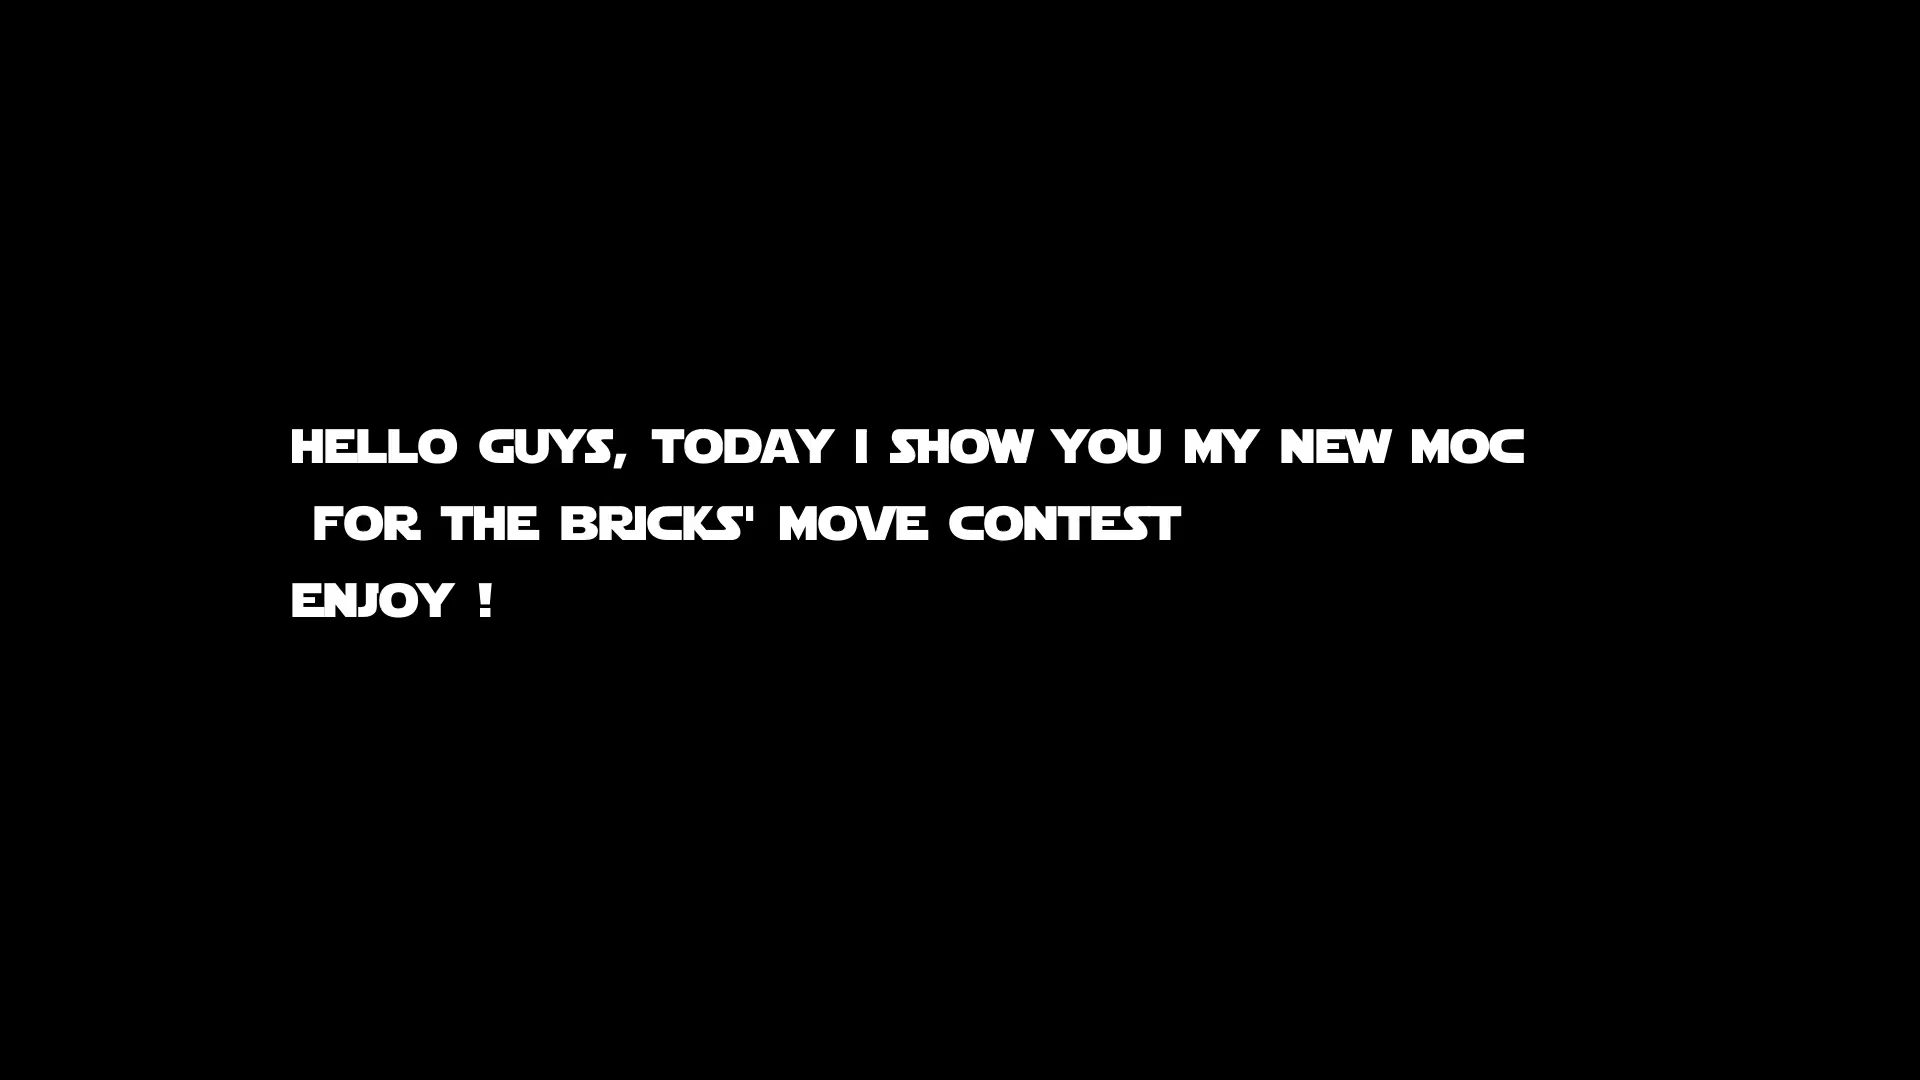 HELLO GUYS, TODAY I SHOW YOU MY NEW MOC
FOR THE BRICKS' MOVE CONTEST
ENJOY !